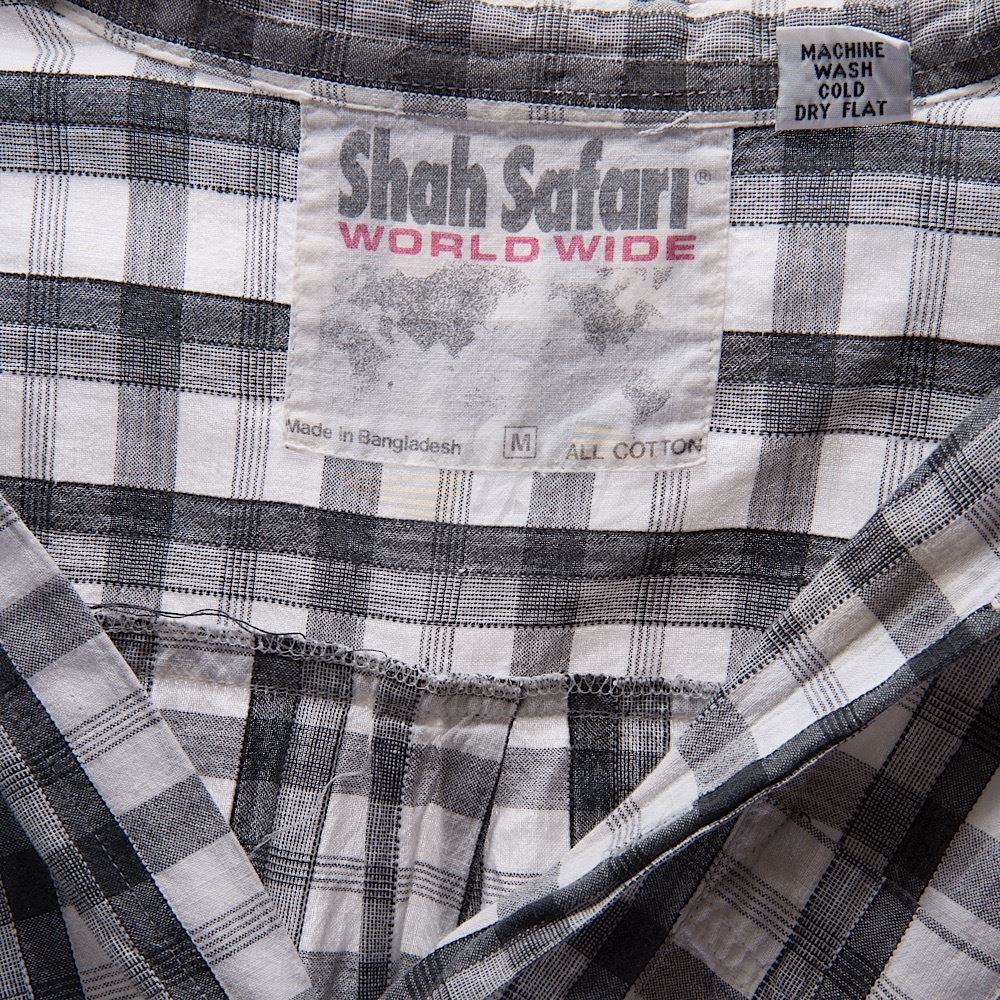 MACHINE
WASH
COLD
DRY FLAT
Shah Safari®
WORLD WIDE
Made in Bangladesh M ALL COTTON